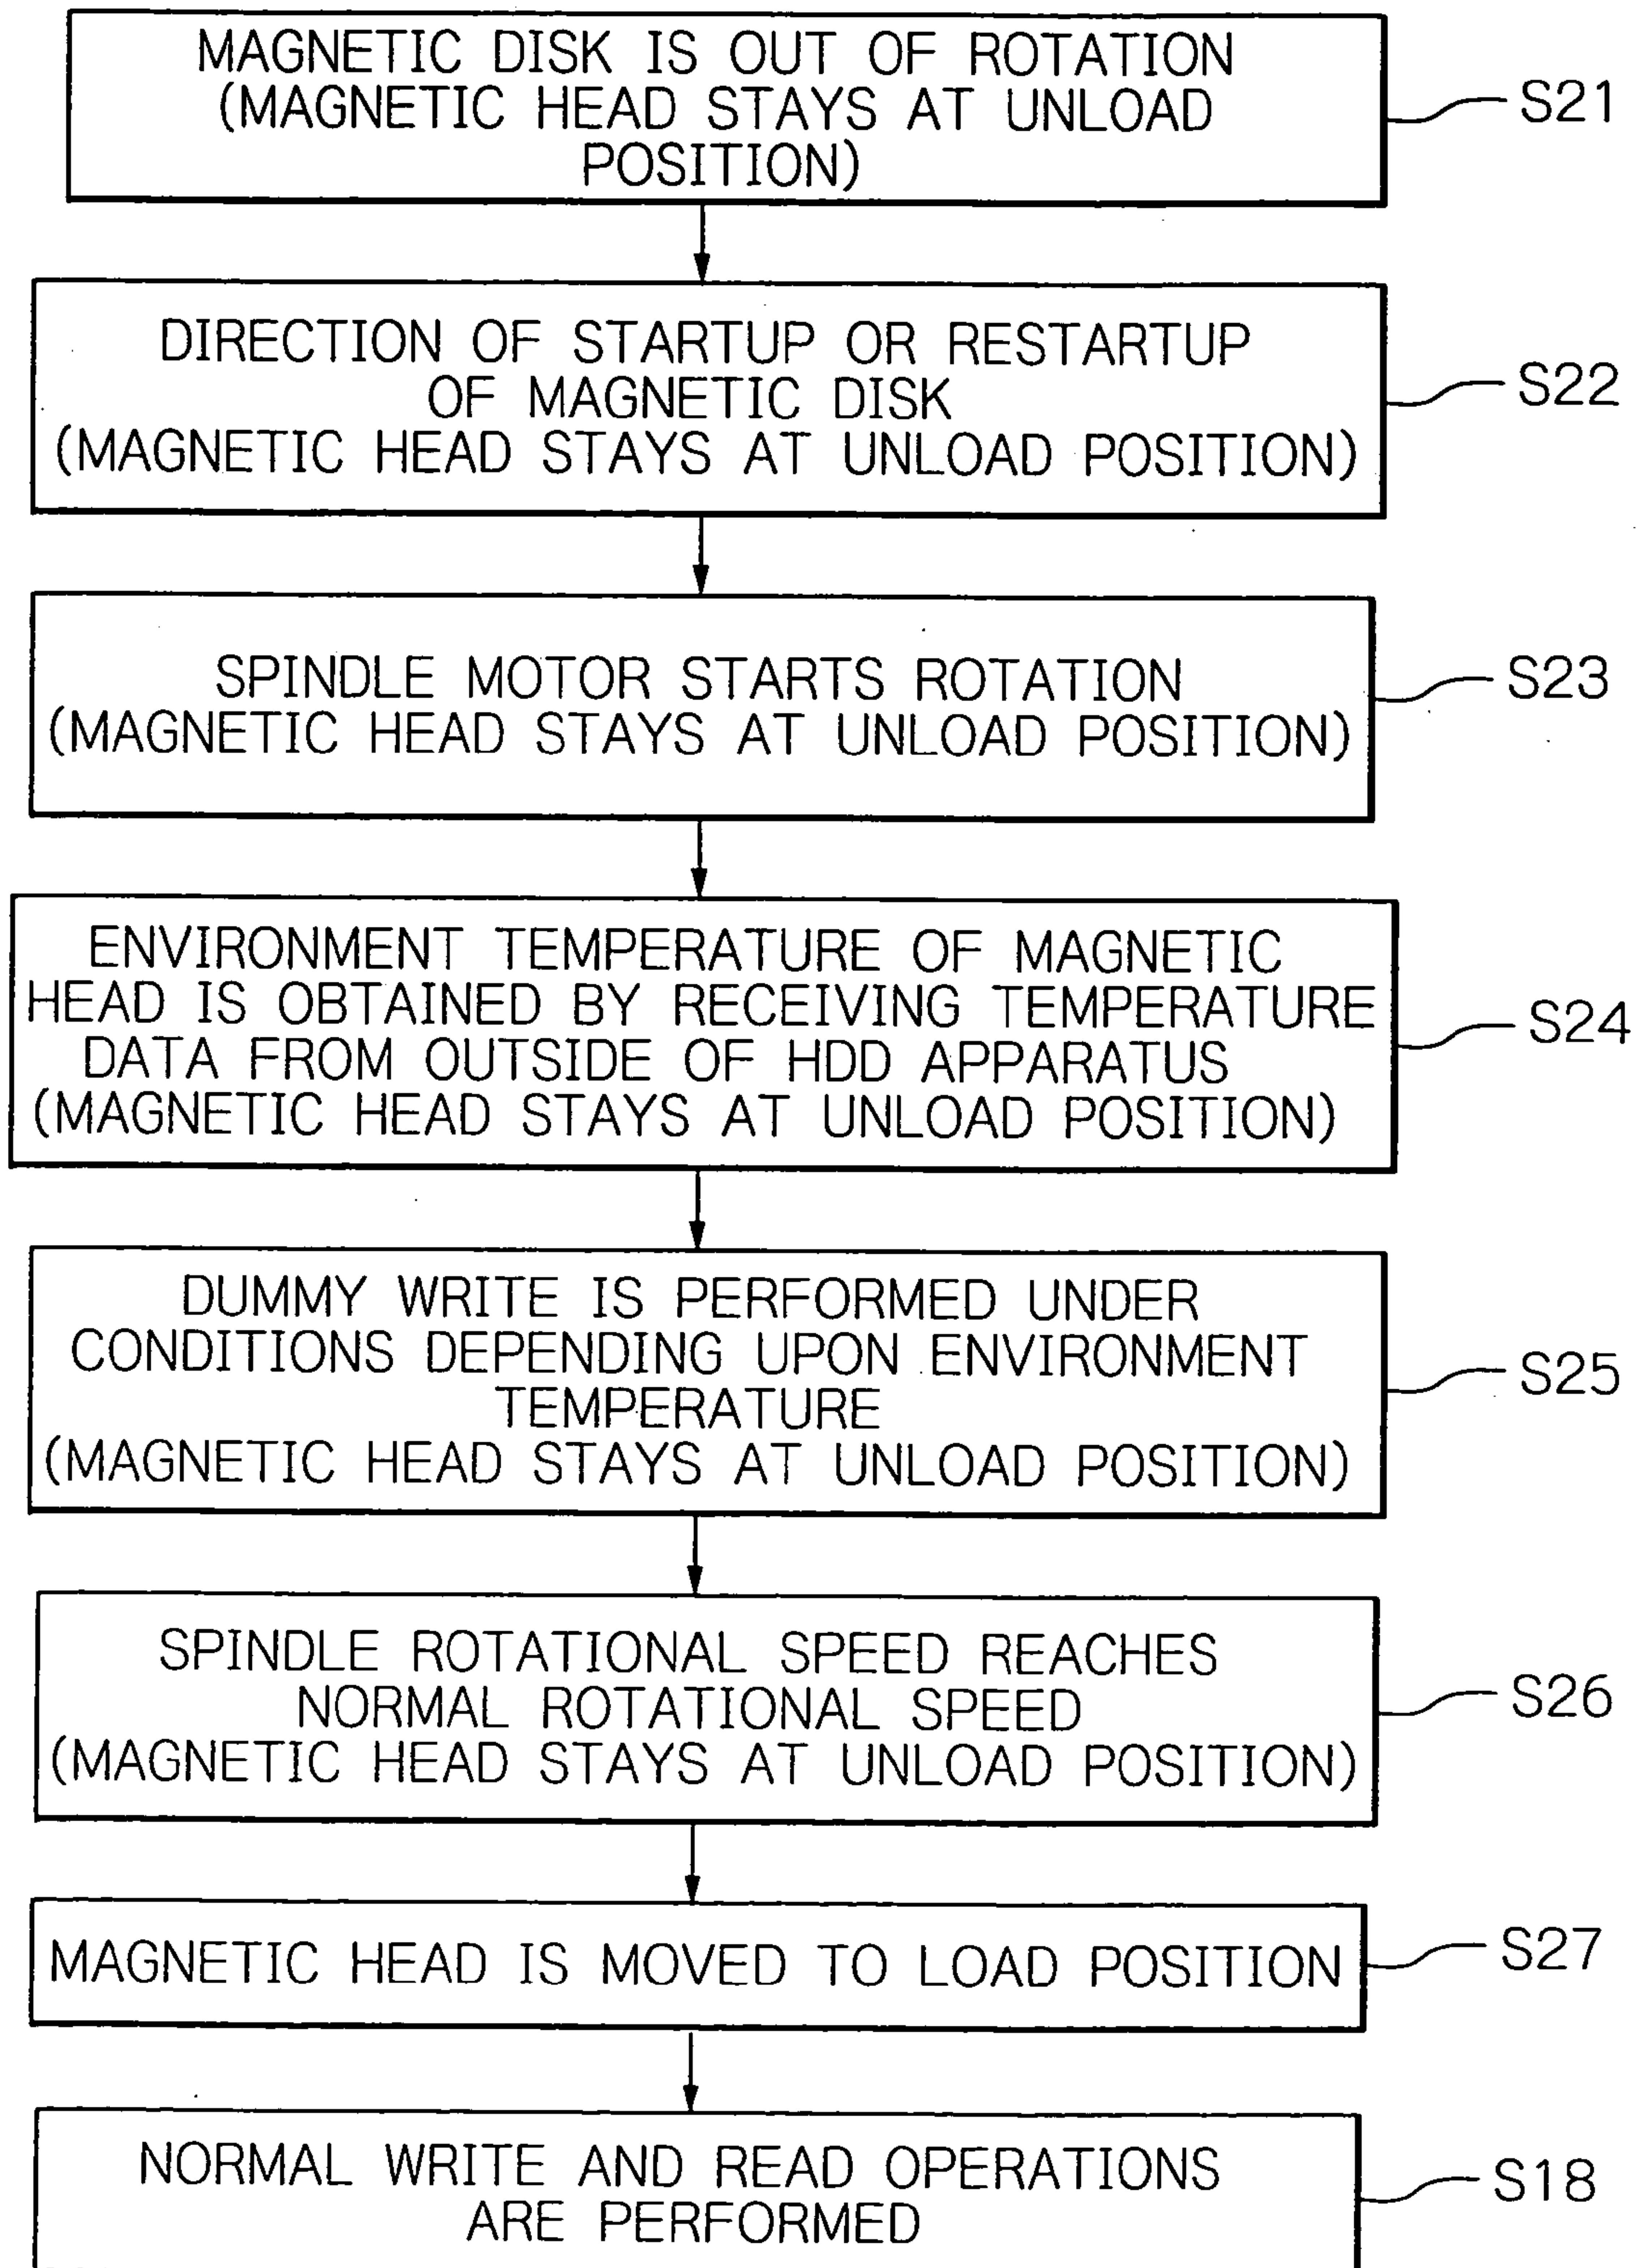 MAGNETIC DISK IS OUT OF ROTATION
(MAGNETIC HEAD STAYS AT UNLOAD
POSITION)
S21
DIRECTION OF STARTUP OR RESTARTUP
OF MAGNETIC DISK
(MAGNETIC HEAD STAYS AT UNLOAD POSITION)
S22
SPINDLE MOTOR STARTS ROTATION
(MAGNETIC HEAD STAYS AT UNLOAD POSITION)
S23
ENVIRONMENT TEMPERATURE OF MAGNETIC
HEAD IS OBTAINED BY RECEIVING TEMPERATURE
DATA FROM OUTSIDE OF HDD APPARATUS
(MAGNETIC HEAD STAYS AT UNLOAD POSITION)
S24
DUMMY WRITE IS PERFORMED UNDER
CONDITIONS DEPENDING UPON ENVIRONMENT
TEMPERATURE
(MAGNETIC HEAD STAYS AT UNLOAD POSITION)
S25
SPINDLE ROTATIONAL SPEED REACHES
NORMAL ROTATIONAL SPEED
(MAGNETIC HEAD STAYS AT UNLOAD POSITION)
S26
MAGNETIC HEAD IS MOVED TO LOAD POSITION
S27
NORMAL WRITE AND READ OPERATIONS
ARE PERFORMED
S18